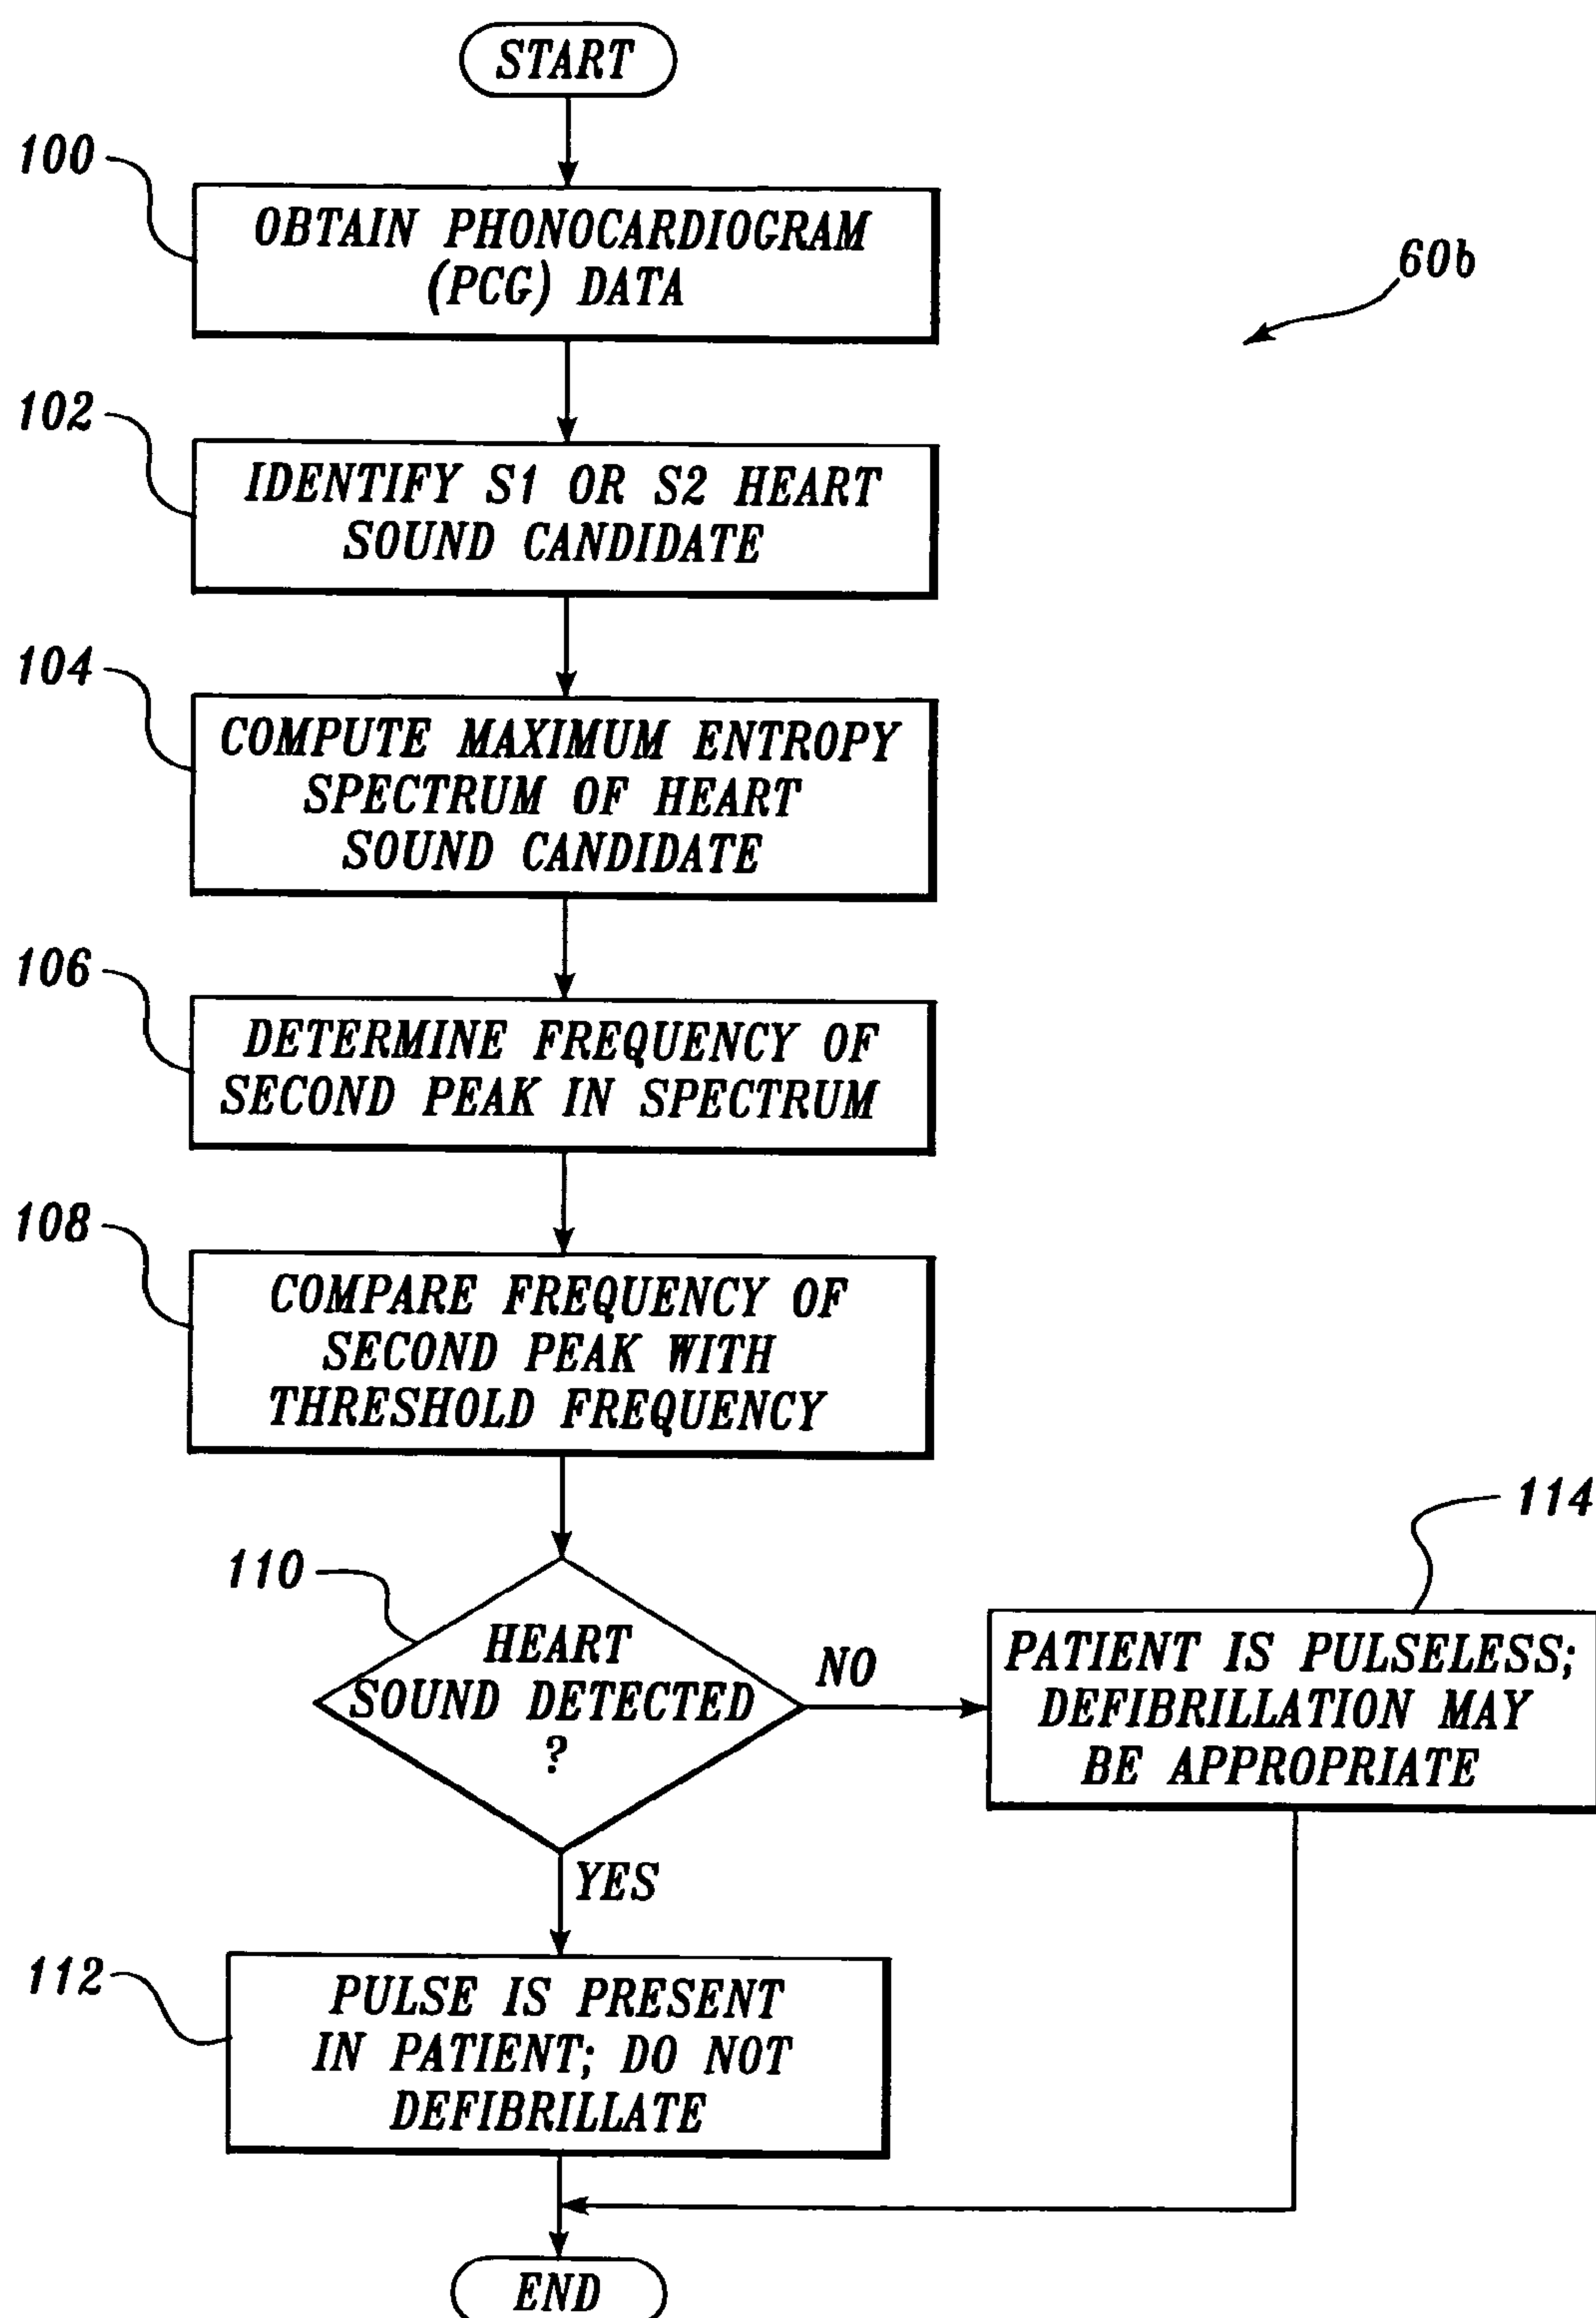 START
100
OBTAIN PHONOCARDIOGRAM
(PCG) DATA
60b
102
IDENTIFY S1 OR S2 HEART
SOUND CANDIDATE
104
COMPUTE MAXIMUM ENTROPY
SPECTRUM OF HEART
SOUND CANDIDATE
106
DETERMINE FREQUENCY OF
SECOND PEAK IN SPECTRUM
108
COMPARE FREQUENCY OF
SECOND PEAK WITH
THRESHOLD FREQUENCY
110
HEART
SOUND DETECTED
?
NO
114
PATIENT IS PULSELESS;
DEFIBRILLATION MAY
BE APPROPRIATE
YES
112
PULSE IS PRESENT
IN PATIENT; DO NOT
DEFIBRILLATE
END